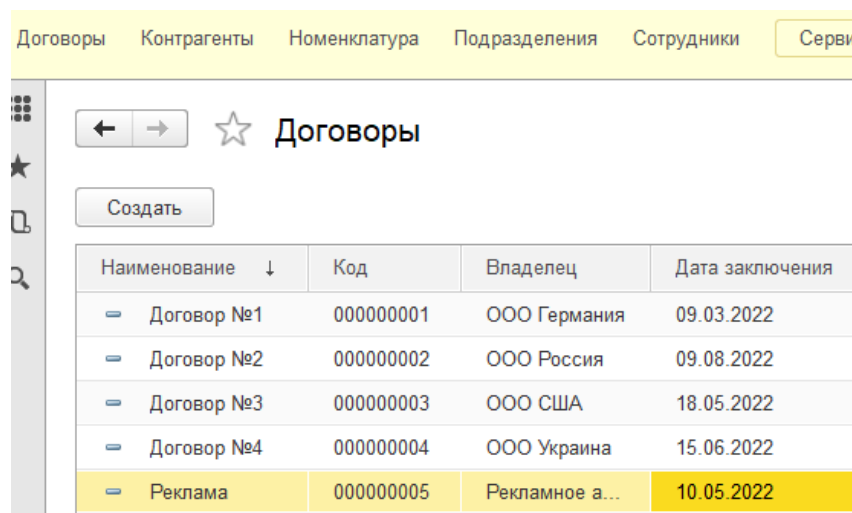 Договоры Контрагенты Номенклатура Подразделения Сотрудники Серви
Договоры
Создать
Наименование ↓ Код Владелец Дата заключения
Договор №1 000000001 ООО Германия 09.03.2022
Договор №2 000000002 ООО Россия 09.08.2022
Договор №3 000000003 ООО США 18.05.2022
Договор №4 000000004 ООО Украина 15.06.2022
Реклама 000000005 Рекламное а... 10.05.2022